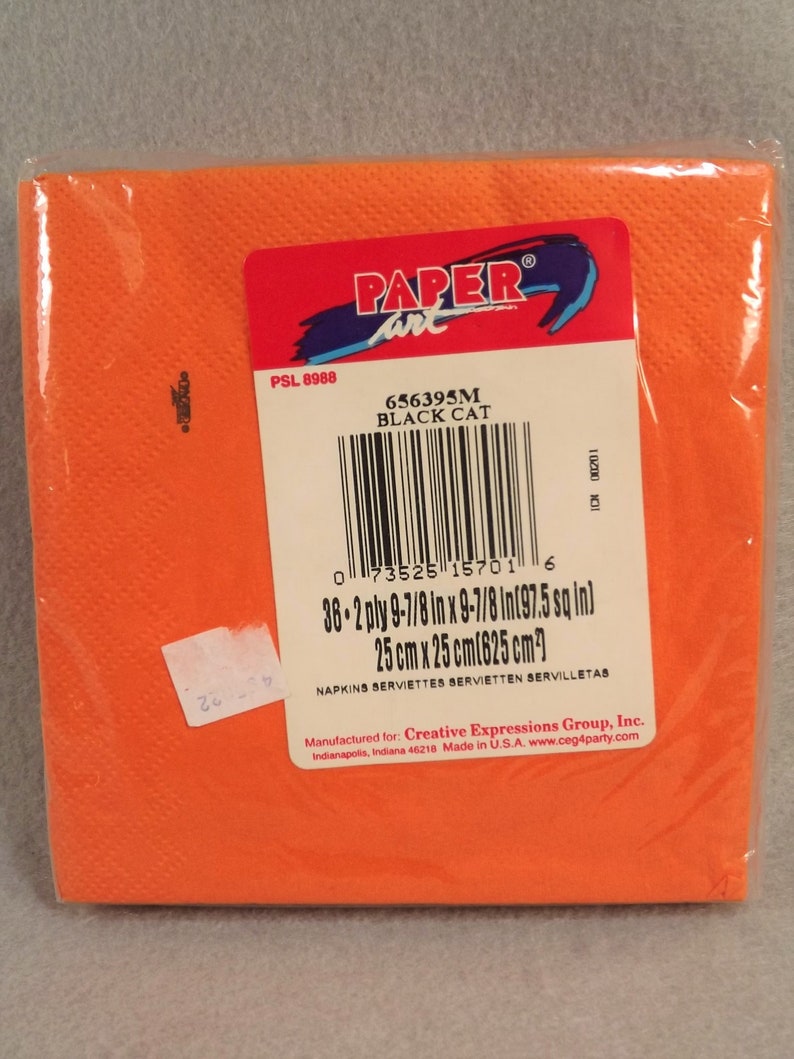 PAPER®
art
PSL 8988
656395M
BLACK CAT
ICN 00201
0 73525 15701 6
36 • 2 ply 9-7/8 in x 9-7/8 in(97.5 sq in)
25 cm x 25 cm(625 cm²)
NAPKINS SERVIETTES SERVIETTEN SERVILLETAS
Manufactured for: Creative Expressions Group, Inc.
Indianapolis, Indiana 46218 Made in U.S.A. www.ceg4party.com